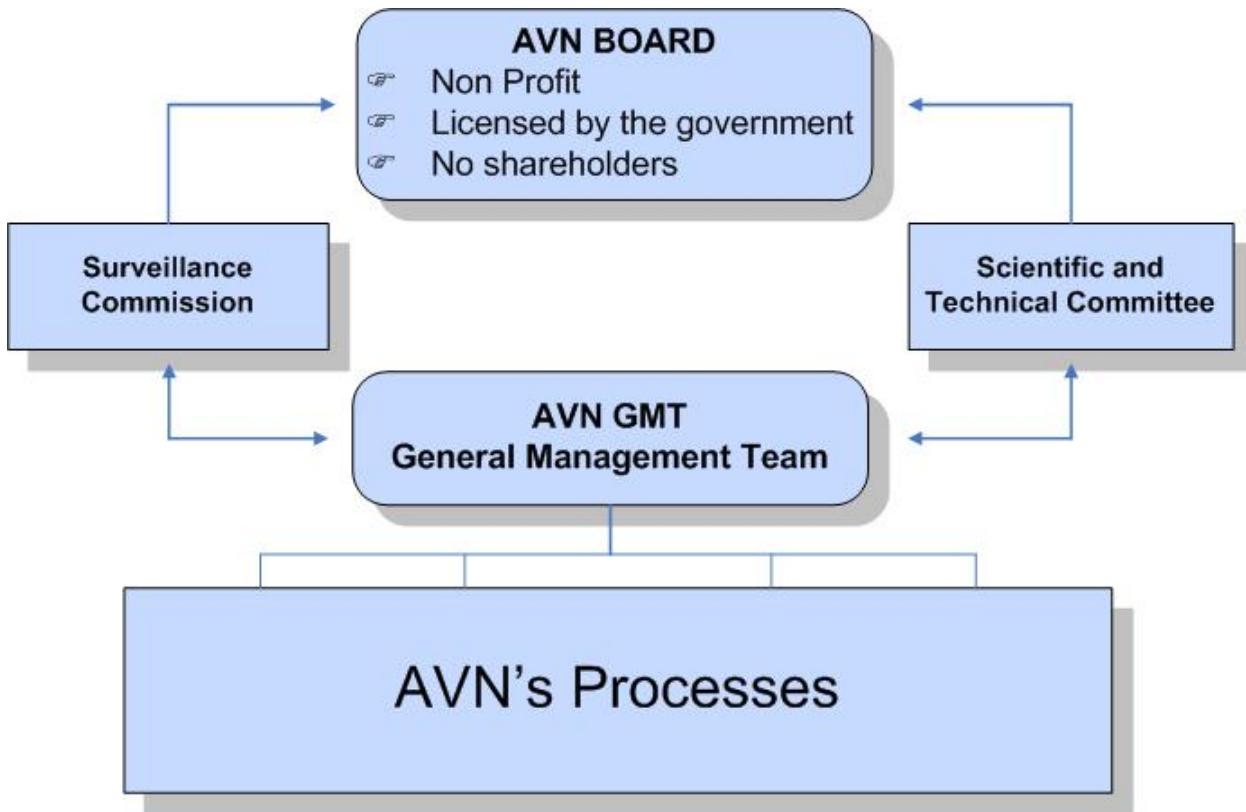 AVN BOARD
☞ Non Profit
☞ Licensed by the government
☞ No shareholders
Surveillance
Commission
Scientific and
Technical Committee
AVN GMT
General Management Team
AVN’s Processes